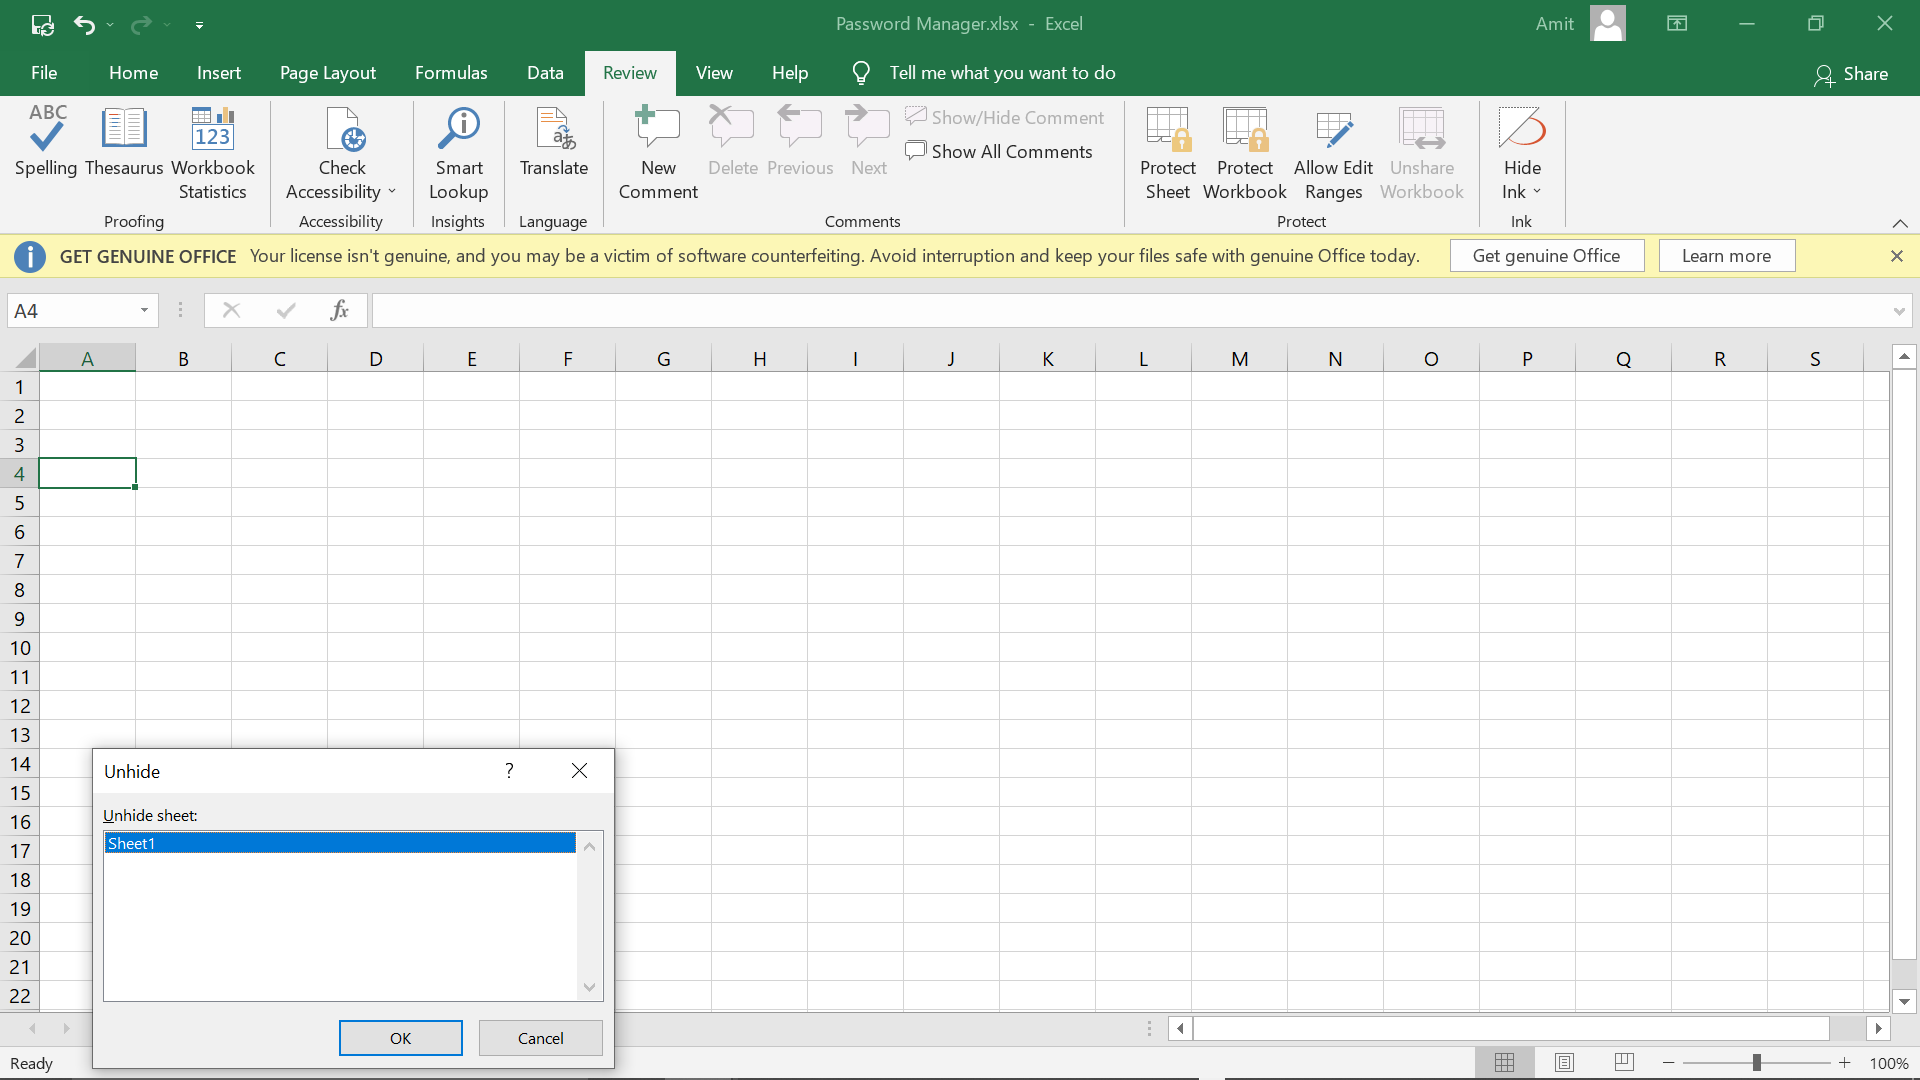 Password Manager.xlsx - Excel
Amit
File Home Insert Page Layout Formulas Data Review View Help Tell me what you want to do Share
ABC
123
Spelling Thesaurus Workbook Statistics
Check Accessibility
Smart Lookup
Translate
New Comment
Delete Previous Next
Show/Hide Comment
Show All Comments
Protect Sheet
Protect Workbook
Allow Edit Ranges
Unshare Workbook
Hide Ink
Proofing Accessibility Insights Language Comments Protect Ink
GET GENUINE OFFICE Your license isn't genuine, and you may be a victim of software counterfeiting. Avoid interruption and keep your files safe with genuine Office today. Get genuine Office Learn more
A4 fx
A B C D E F G H I J K L M N O P Q R S
1
2
3
4
5
6
7
8
9
10
11
12
13
14
15
16
17
18
19
20
21
22
Unhide ?
Unhide sheet:
Sheet1
OK Cancel
Ready 100%